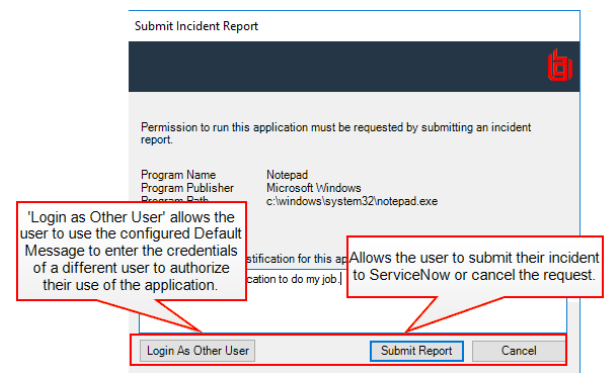 Submit Incident Report
Permission to run this application must be requested by submitting an incident
report.
Program Name Notepad
Program Publisher Microsoft Windows
Program Path c:\windows\system32\notepad.exe
'Login as Other User' allows the
user to use the configured Default
Message to enter the credentials
of a different user to authorize
their use of the application.
stification for this ap
cation to do my job.
Allows the user to submit their incident
to ServiceNow or cancel the request.
Login As Other User Submit Report Cancel